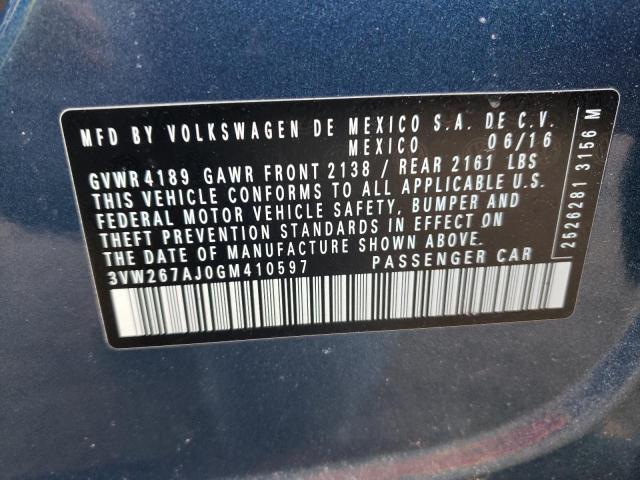 MFD BY VOLKSWAGEN DE MEXICO S.A. DE C.V.
MEXICO 06/16
GVWR4189 GAWR FRONT 2138 / REAR 2161 LBS
THIS VEHICLE CONFORMS TO ALL APPLICABLE U.S.
FEDERAL MOTOR VEHICLE SAFETY, BUMPER AND
THEFT PREVENTION STANDARDS IN EFFECT ON
THE DATE OF MANUFACTURE SHOWN ABOVE.
3VW267AJ0GM410597 PASSENGER CAR
2526281 3156 M